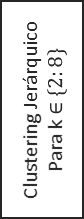 Clustering Jerárquico
Para k ∈ {2: 8}